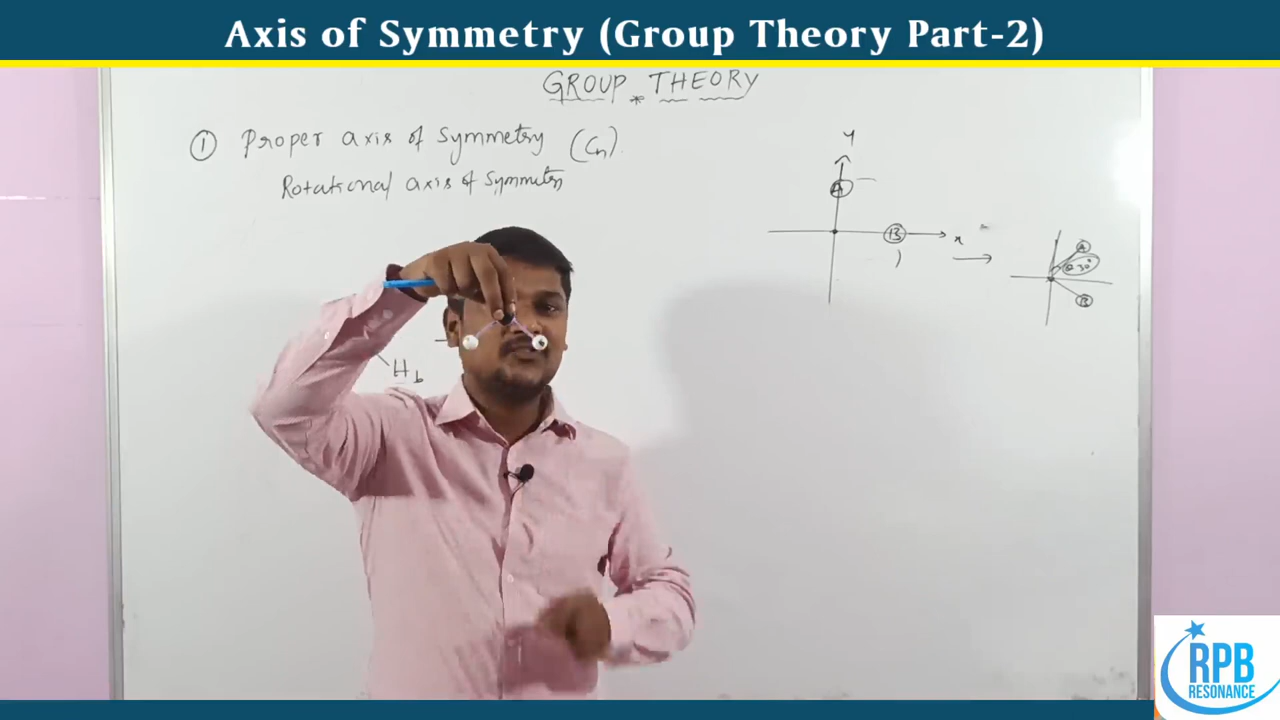 Axis of Symmetry (Group Theory Part-2)
GROUP THEORY
① Proper axis of Symmetry (Cn).
Rotational axis of Symmetry
y
A
B
x
A
30°
B
Hb
RPB
RESONANCE